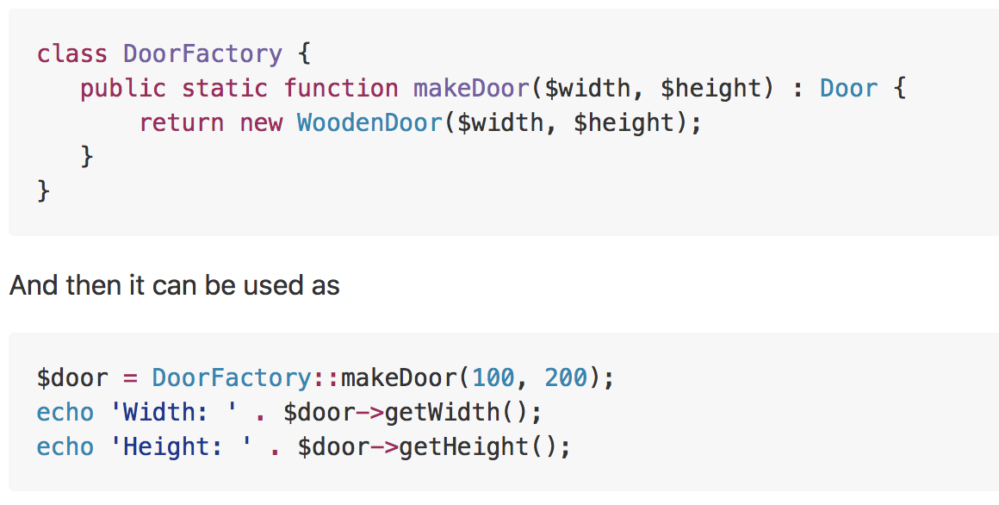 class DoorFactory {
   public static function makeDoor($width, $height) : Door {
       return new WoodenDoor($width, $height);
   }
}
And then it can be used as
$door = DoorFactory::makeDoor(100, 200);
echo 'Width: ' . $door->getWidth();
echo 'Height: ' . $door->getHeight();